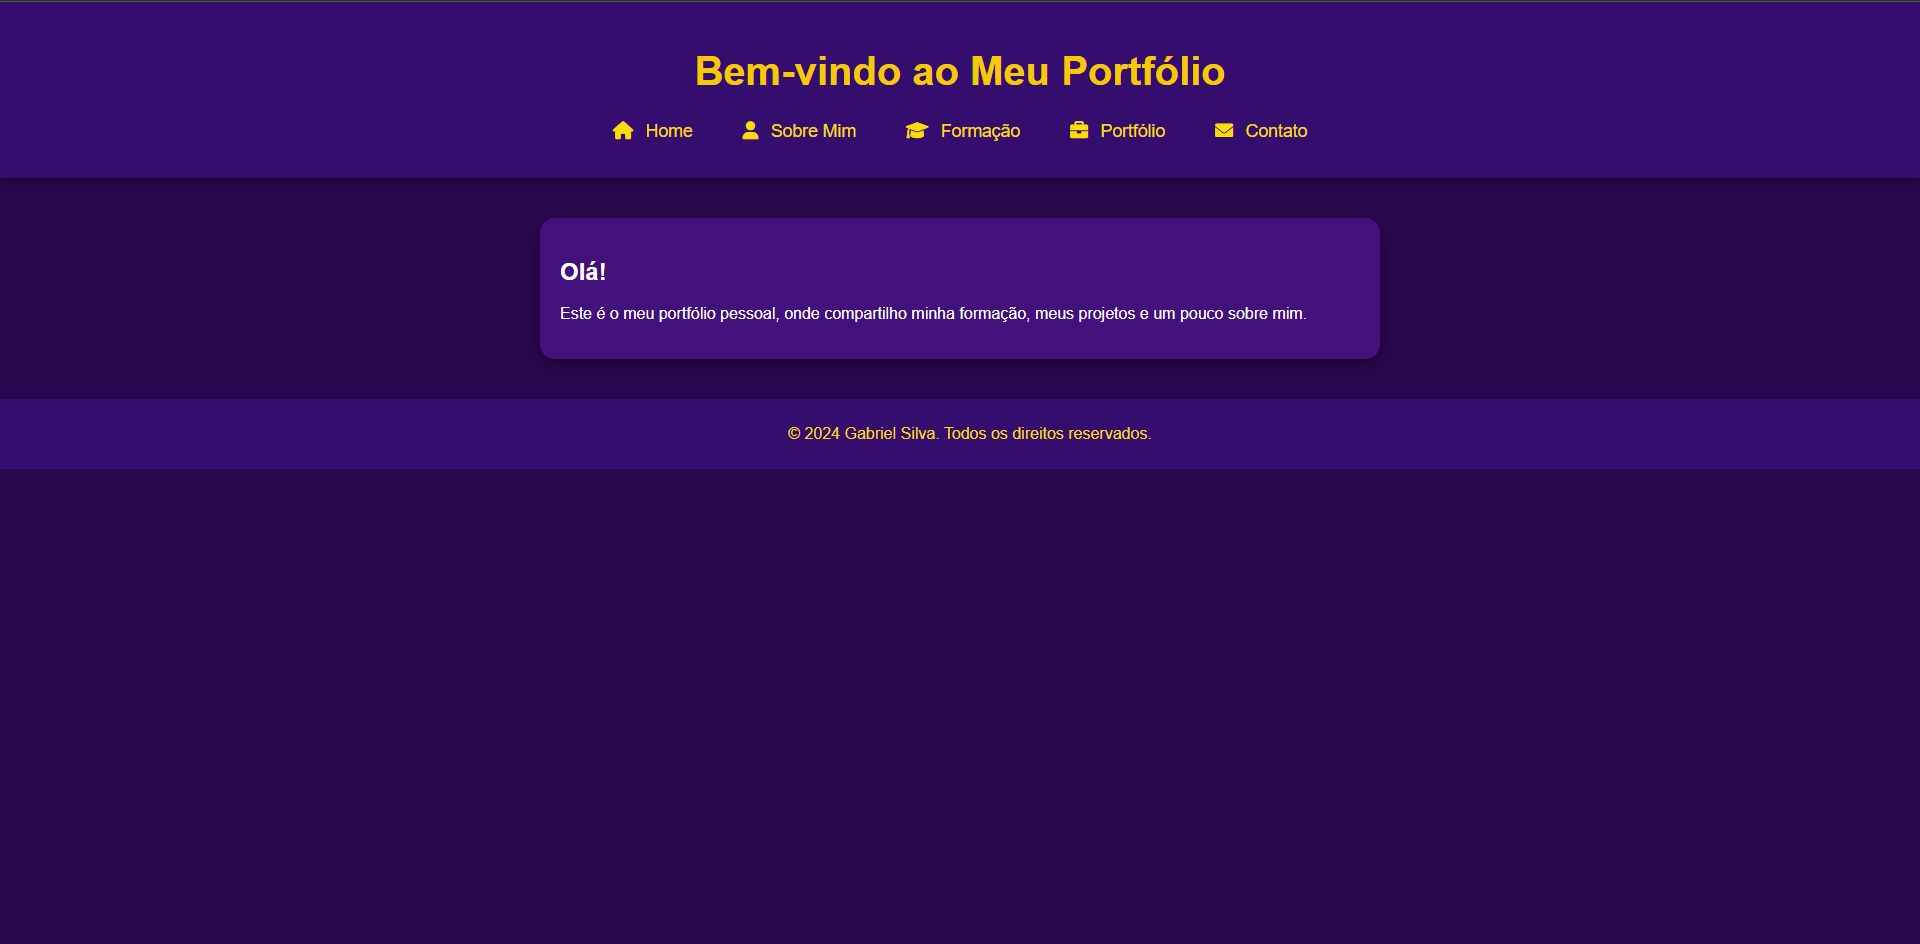 Bem-vindo ao Meu Portfólio
Home Sobre Mim Formação Portfólio Contato
Olá!
Este é o meu portfólio pessoal, onde compartilho minha formação, meus projetos e um pouco sobre mim.
© 2024 Gabriel Silva. Todos os direitos reservados.